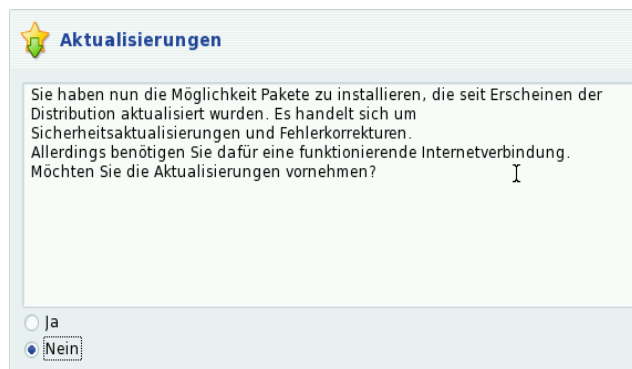 Aktualisierungen
Sie haben nun die Möglichkeit Pakete zu installieren, die seit Erscheinen der
Distribution aktualisiert wurden. Es handelt sich um
Sicherheitsaktualisierungen und Fehlerkorrekturen.
Allerdings benötigen Sie dafür eine funktionierende Internetverbindung.
Möchten Sie die Aktualisierungen vornehmen?
Ja
Nein